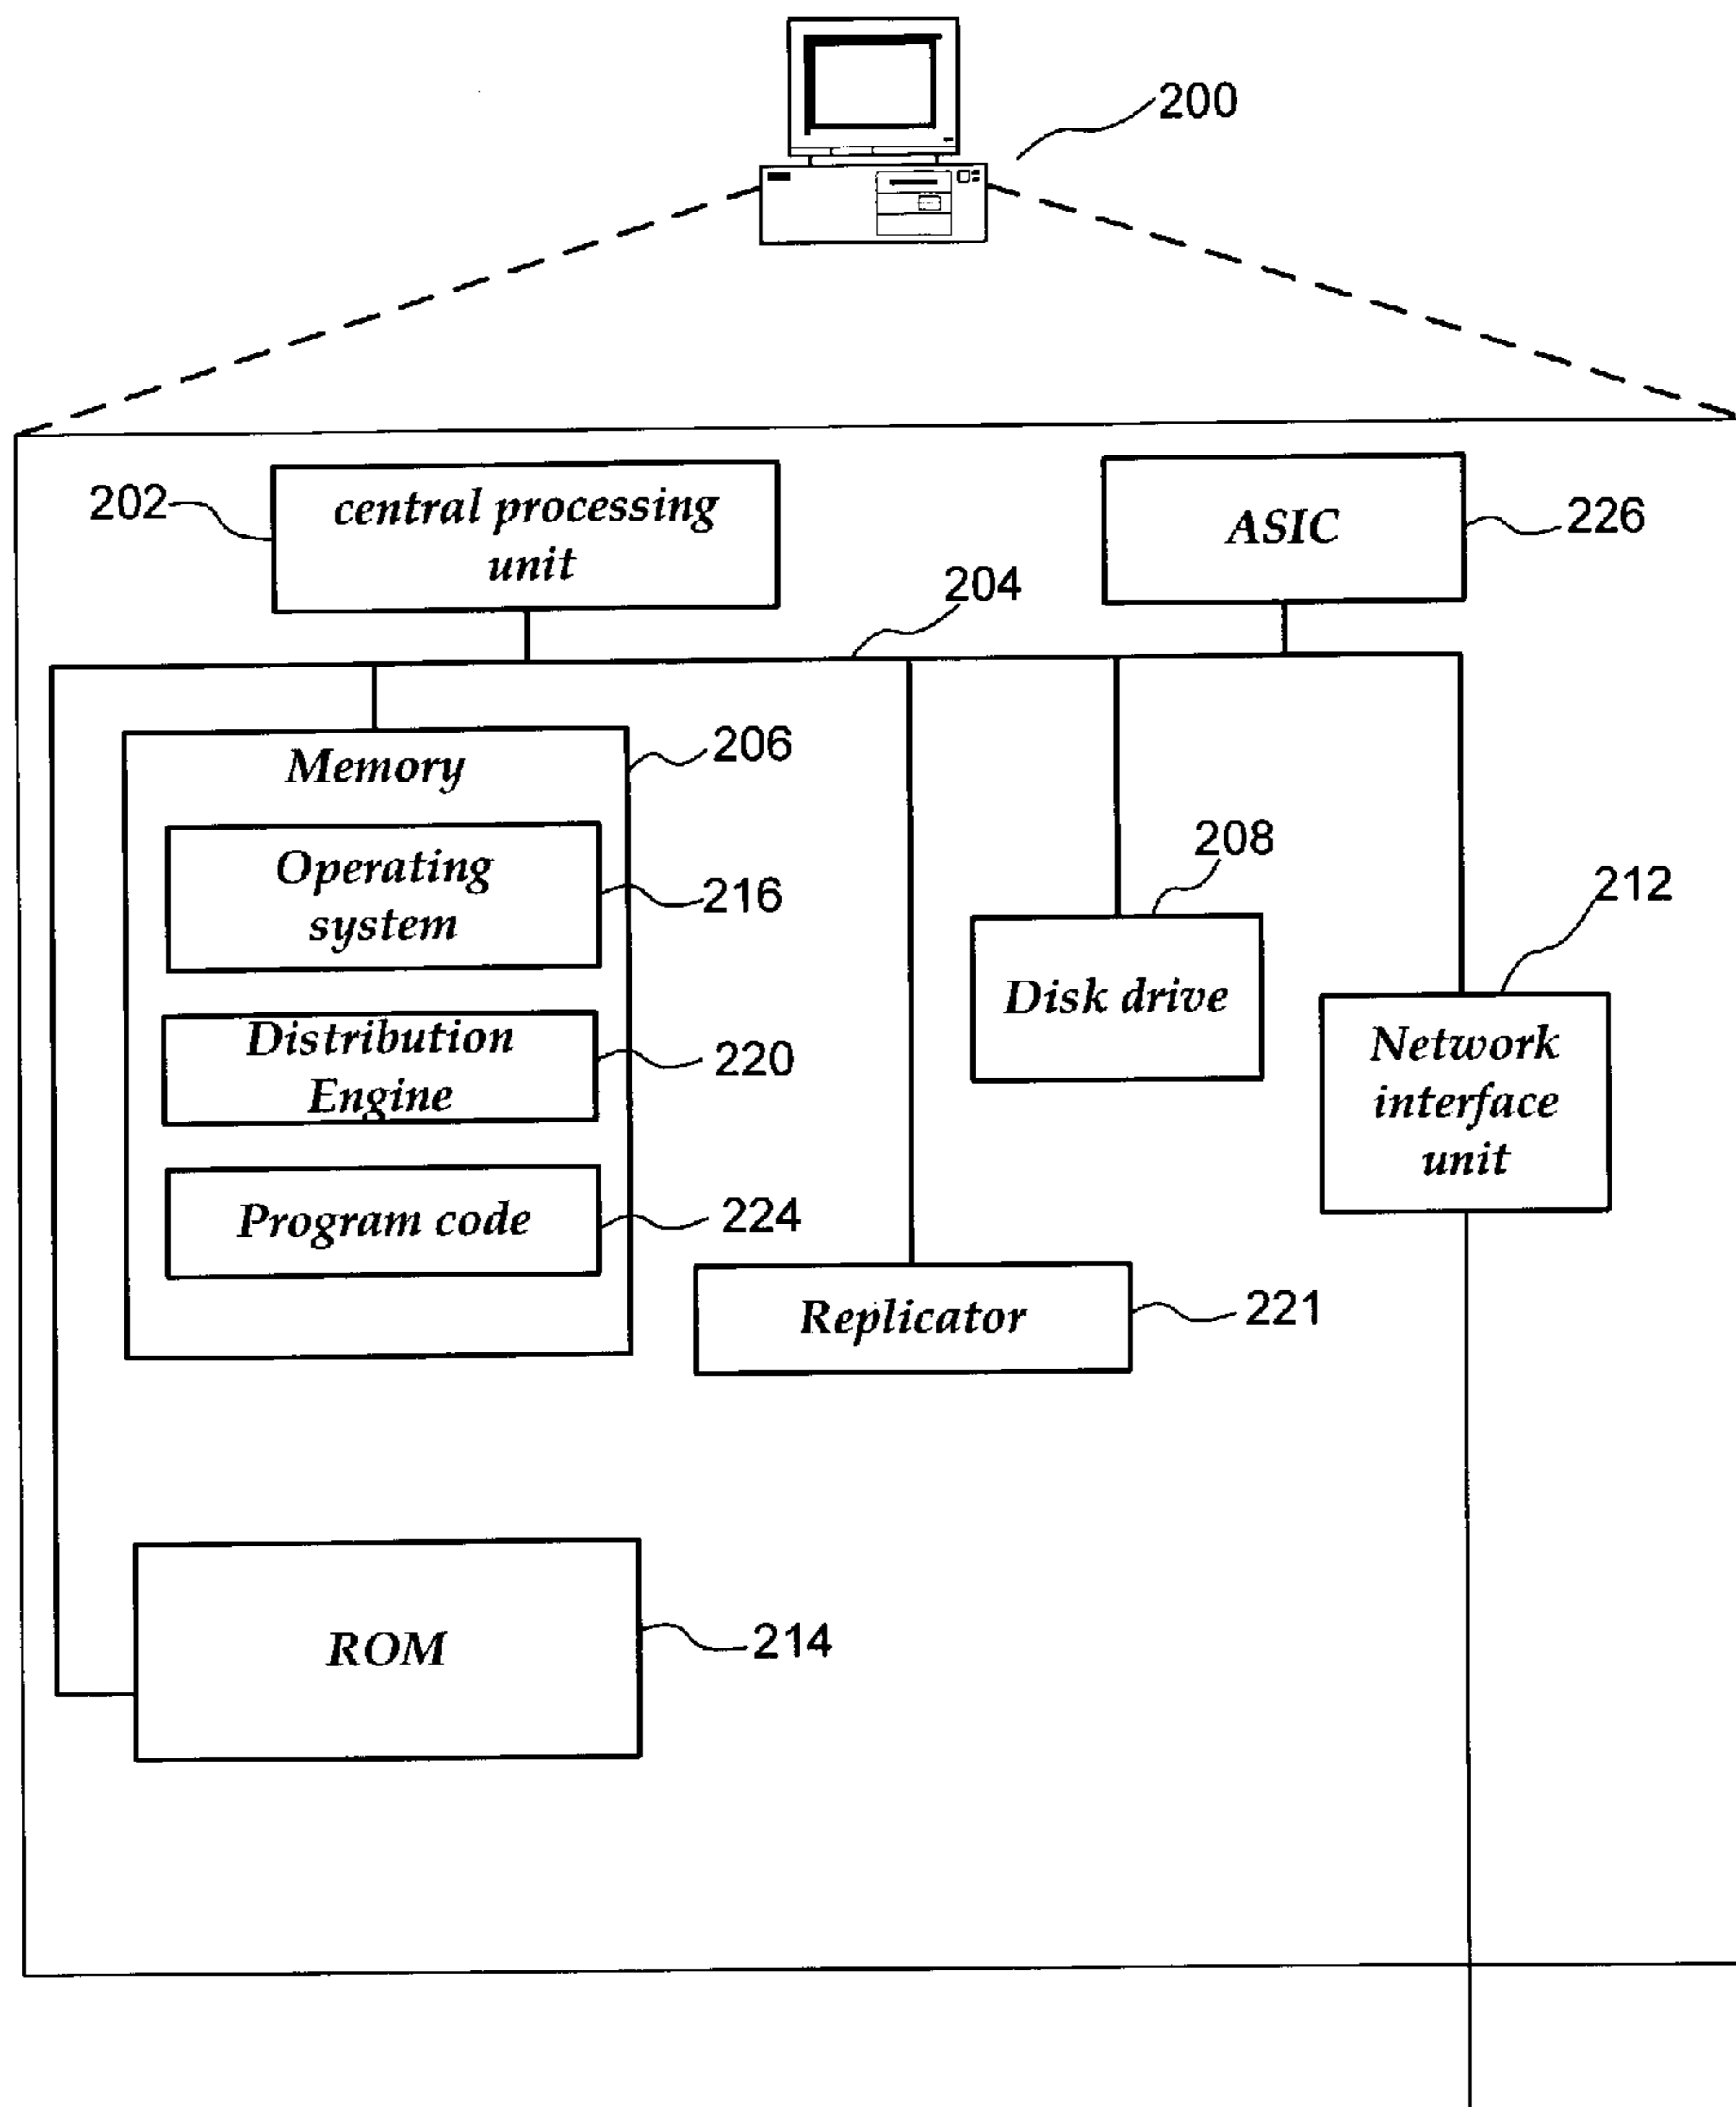 200
202
central processing
unit
ASIC
226
204
Memory
206
Operating
system
216
208
212
Disk drive
Distribution
Engine
220
Network
interface
unit
Program code
224
Replicator
221
ROM
214